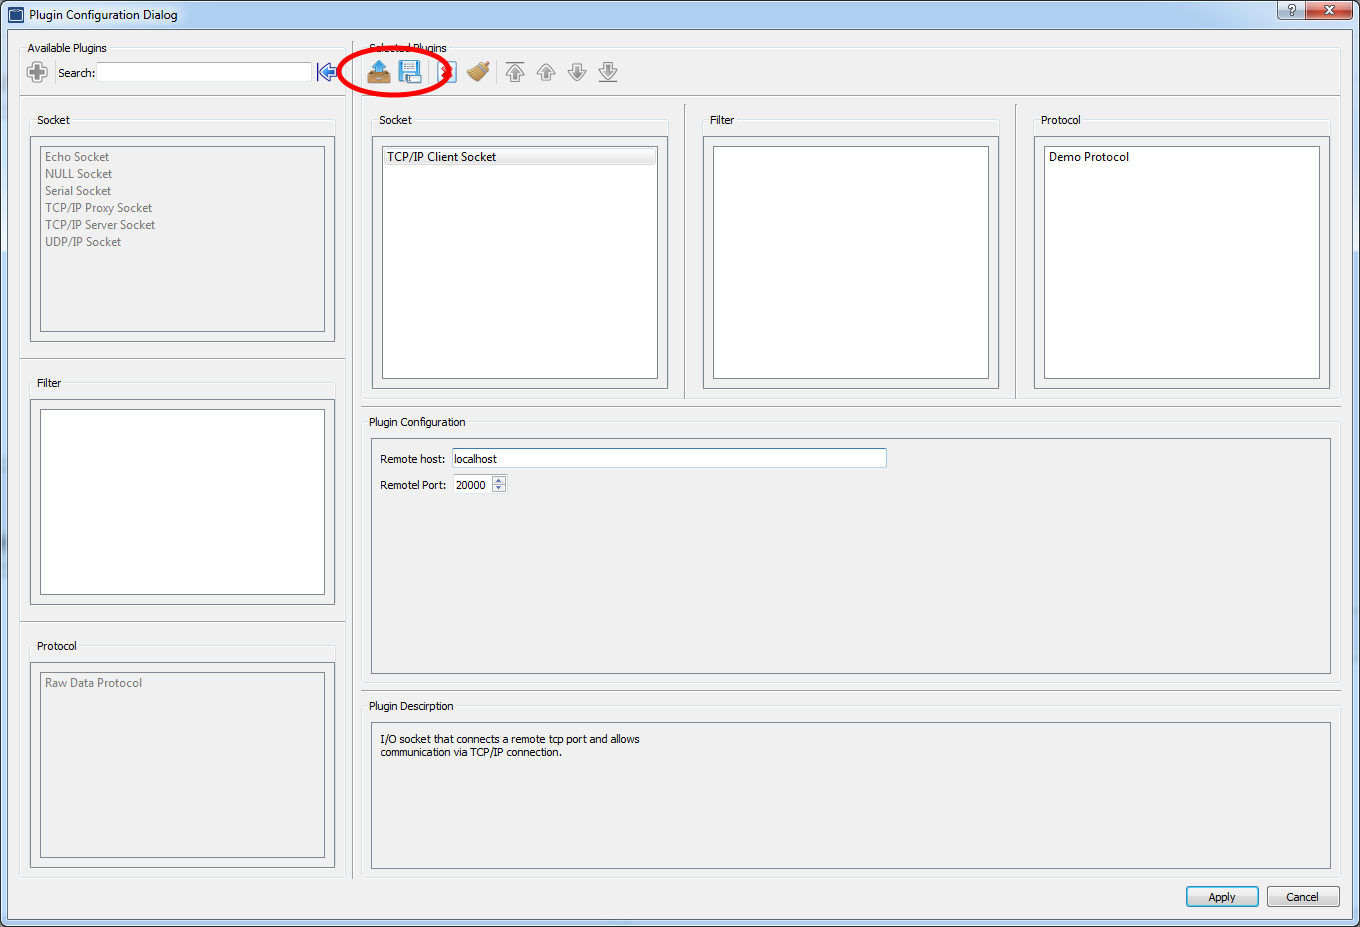 Plugin Configuration Dialog
Available Plugins
Search:
Selected Plugins
Socket
Echo Socket
NULL Socket
Serial Socket
TCP/IP Proxy Socket
TCP/IP Server Socket
UDP/IP Socket
Filter
Protocol
Raw Data Protocol
Socket
TCP/IP Client Socket
Filter
Protocol
Demo Protocol
Plugin Configuration
Remote host: localhost
Remotel Port: 20000
Plugin Descirption
I/O socket that connects a remote tcp port and allows
communication via TCP/IP connection.
Apply
Cancel